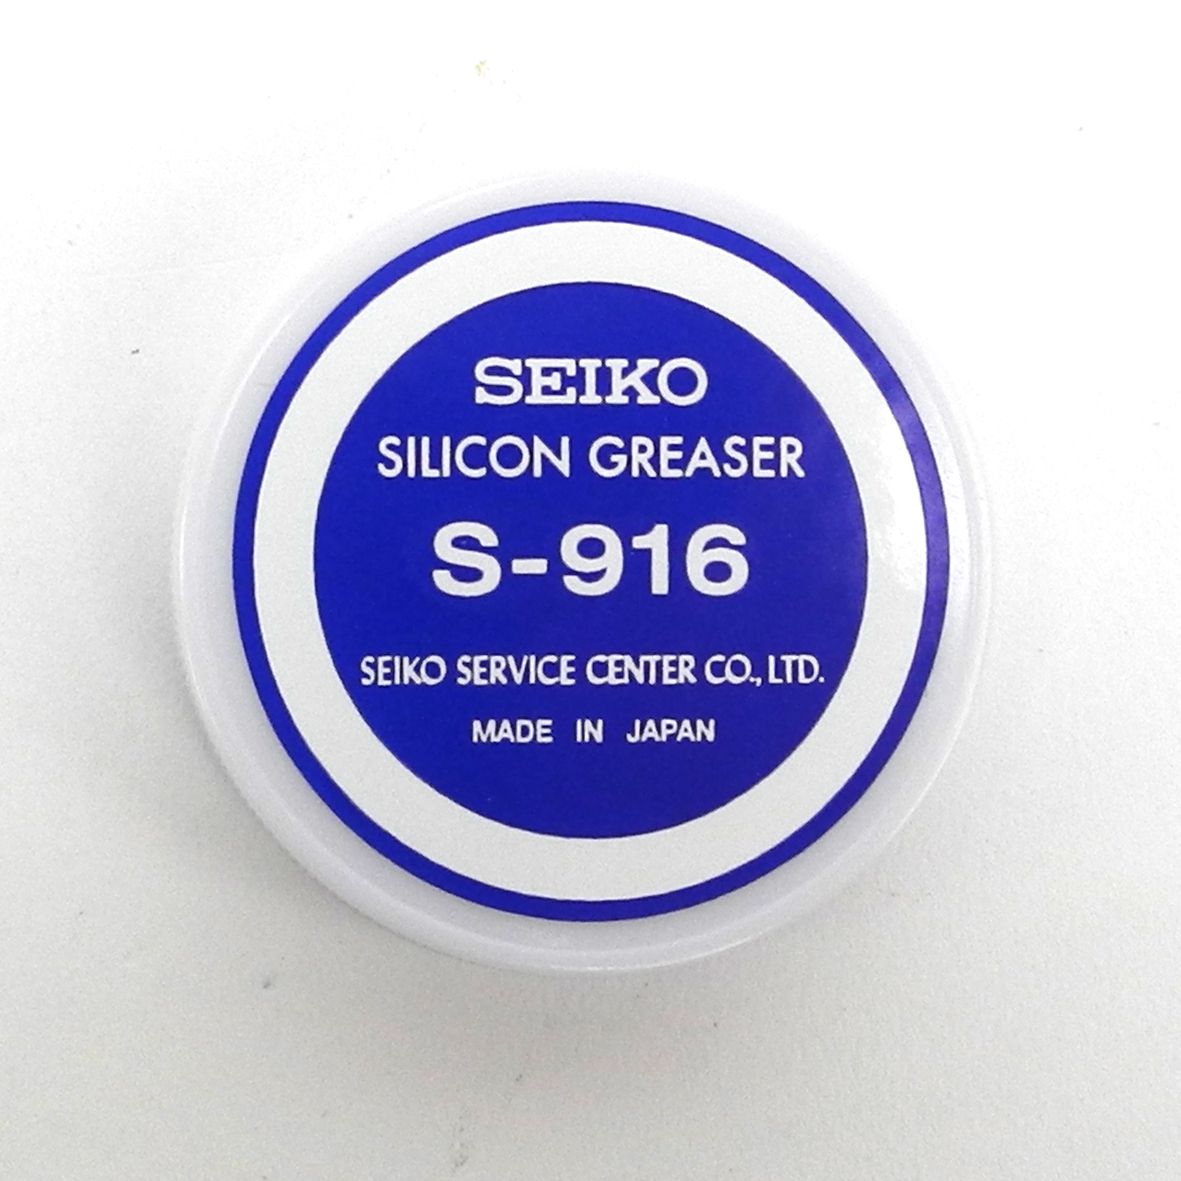 SEIKO
SILICON GREASER
S-916
SEIKO SERVICE CENTER CO., LTD.
MADE IN JAPAN